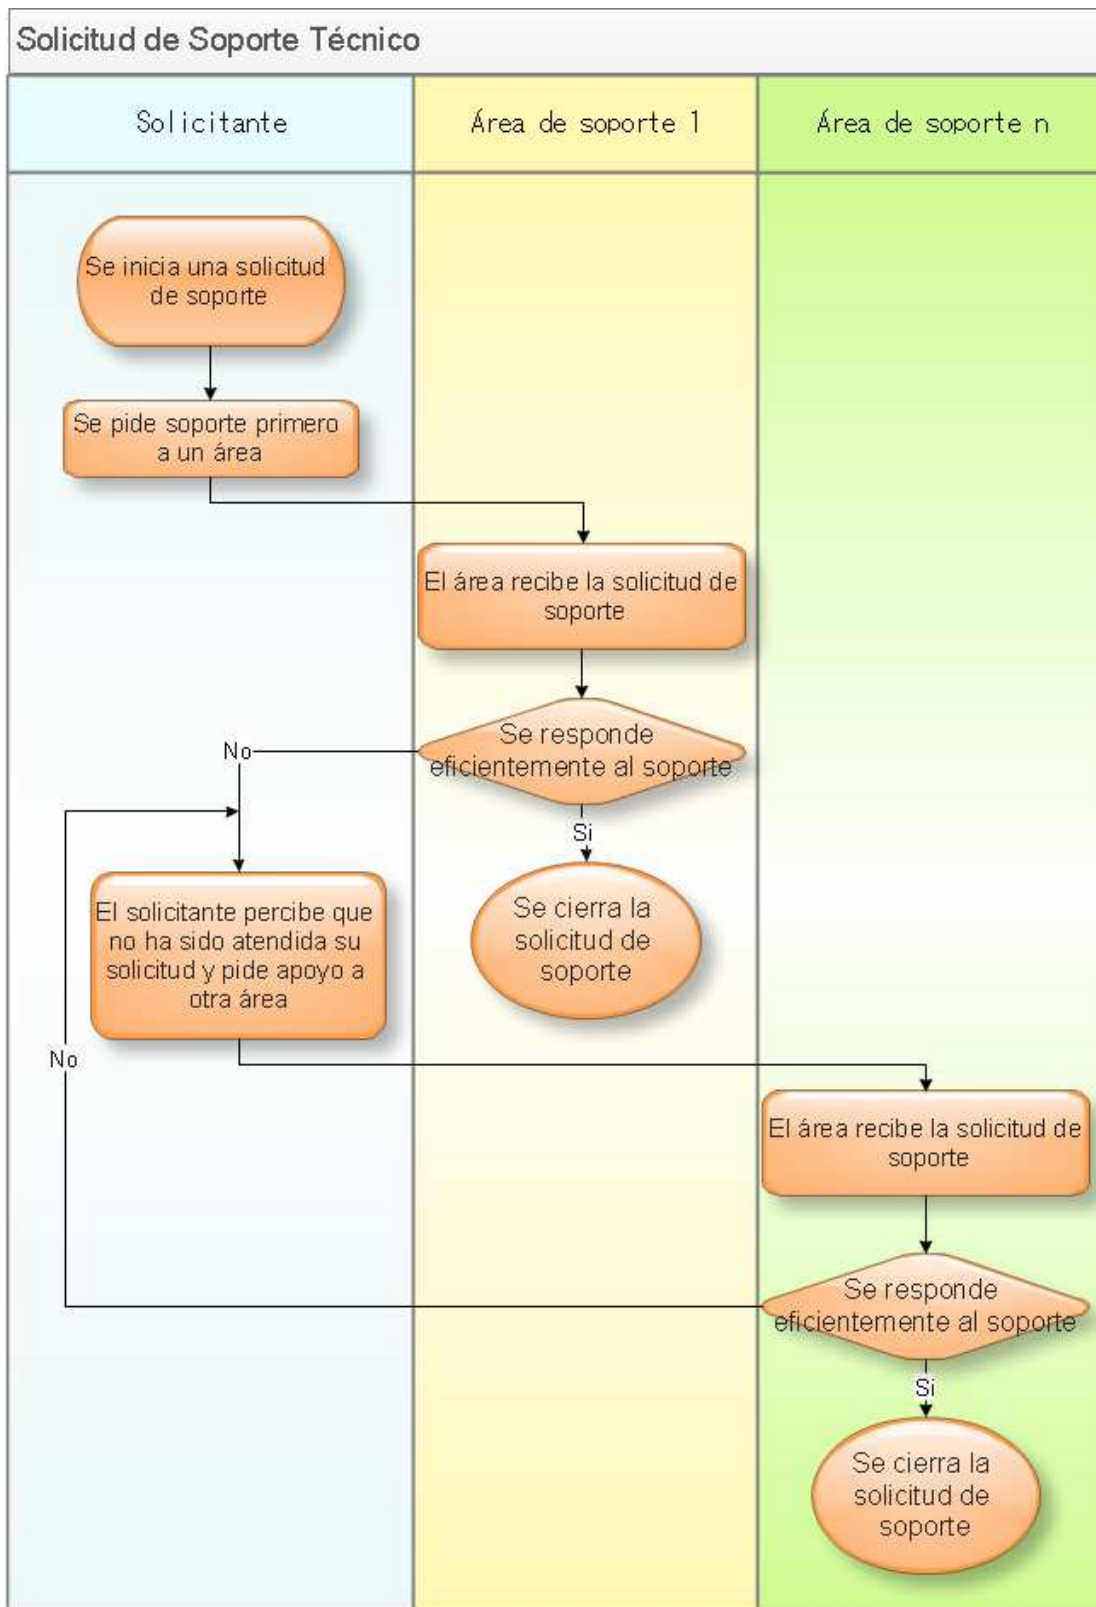 Solicitud de Soporte Técnico
Solicitante
Área de soporte 1
Área de soporte n
Se inicia una solicitud
de soporte
Se pide soporte primero
a un área
El área recibe la solicitud de
soporte
Se responde
eficientemente al soporte
No
Si
El solicitante percibe que
no ha sido atendida su
solicitud y pide apoyo a
otra área
Se cierra la
solicitud de
soporte
No
El área recibe la solicitud de
soporte
Se responde
eficientemente al soporte
Si
Se cierra la
solicitud de
soporte